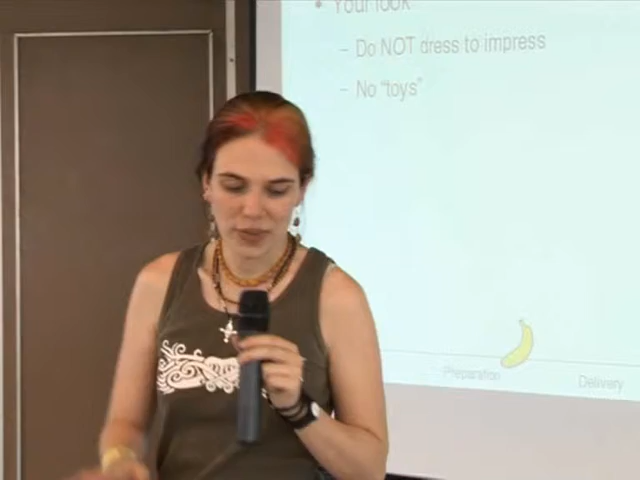 • Your look
– Do NOT dress to impress
– No “toys”
Preparation
Delivery